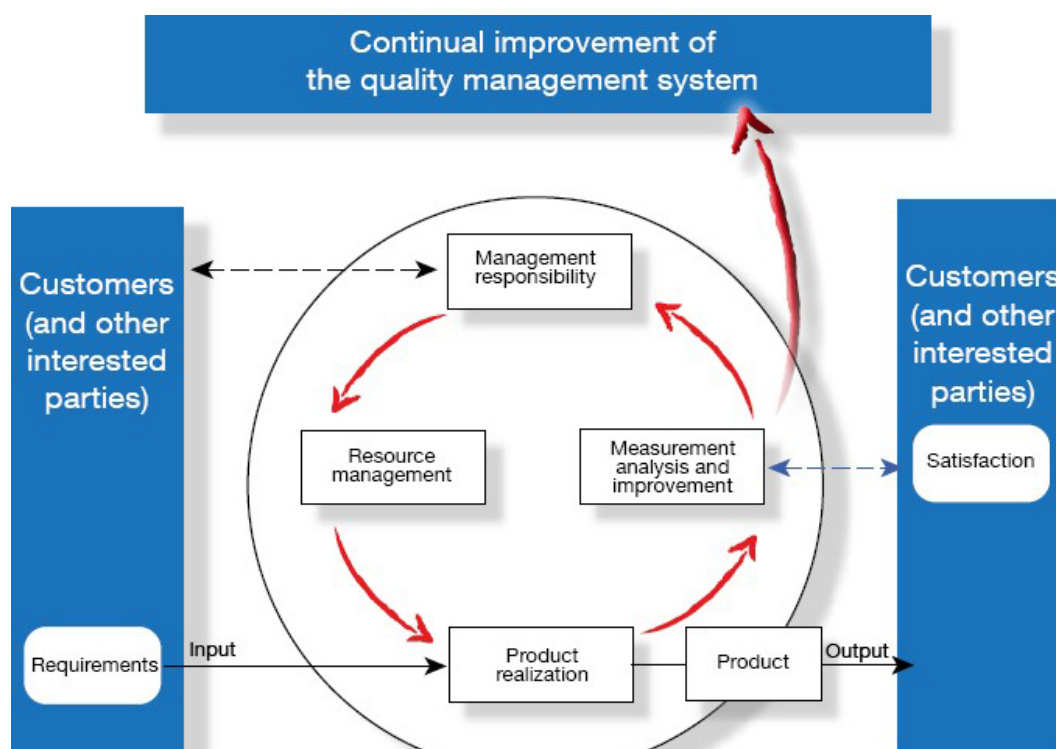 Continual improvement of
the quality management system
Customers
(and other
interested
parties)
Management
responsibility
Customers
(and other
interested
parties)
Resource
management
Measurement
analysis and
improvement
Satisfaction
Requirements
Input
Product
realization
Product
Output